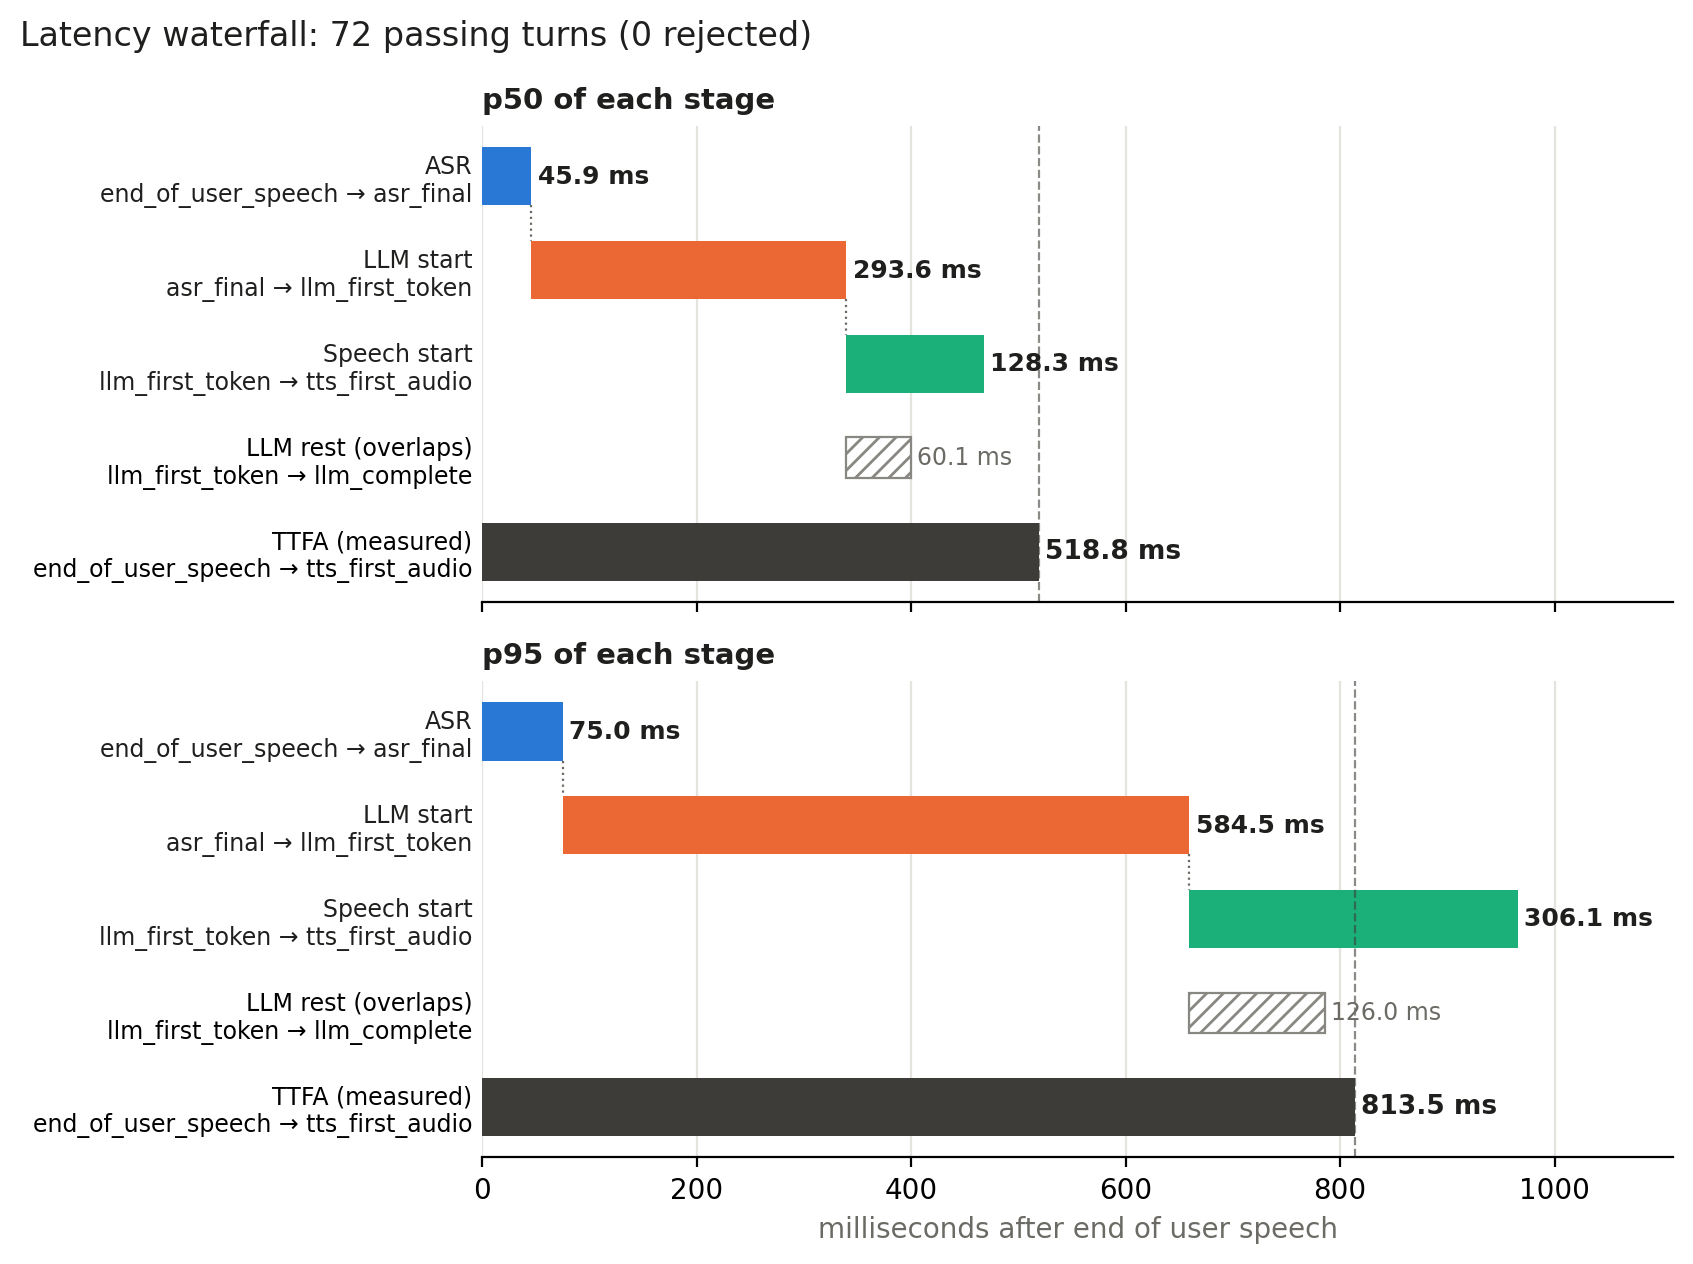 Latency waterfall: 72 passing turns (0 rejected)
p50 of each stage
ASR
end_of_user_speech → asr_final
45.9 ms
LLM start
asr_final → llm_first_token
293.6 ms
Speech start
llm_first_token → tts_first_audio
128.3 ms
LLM rest (overlaps)
llm_first_token → llm_complete
60.1 ms
TTFA (measured)
end_of_user_speech → tts_first_audio
518.8 ms
p95 of each stage
ASR
end_of_user_speech → asr_final
75.0 ms
LLM start
asr_final → llm_first_token
584.5 ms
Speech start
llm_first_token → tts_first_audio
306.1 ms
LLM rest (overlaps)
llm_first_token → llm_complete
126.0 ms
TTFA (measured)
end_of_user_speech → tts_first_audio
813.5 ms
0 200 400 600 800 1000
milliseconds after end of user speech